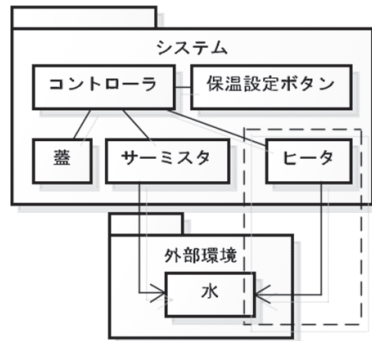 システム
コントローラ
保温設定ボタン
蓋
サーミスタ
ヒータ
外部環境
水